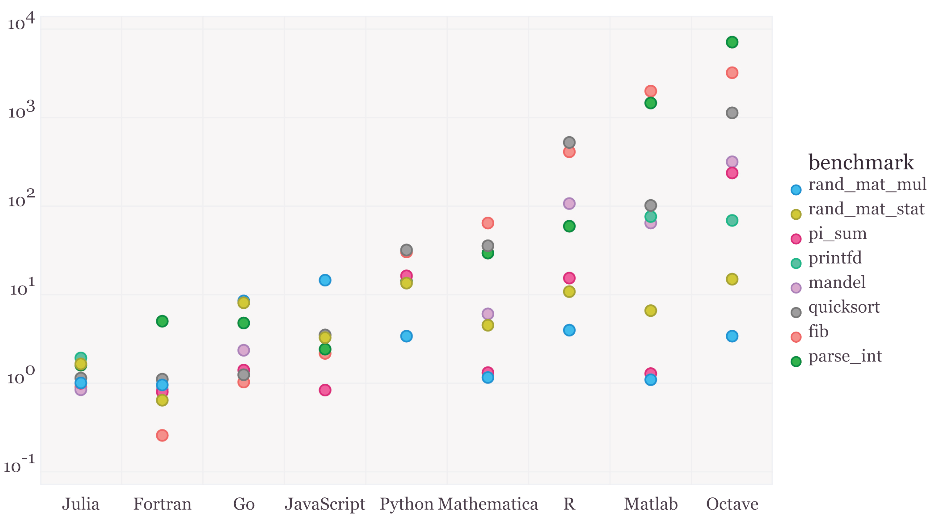 10^4
10^3
10^2
10^1
10^0
10^-1
Julia Fortran Go JavaScript Python Mathematica R Matlab Octave
benchmark
rand_mat_mul
rand_mat_stat
pi_sum
printfd
mandel
quicksort
fib
parse_int